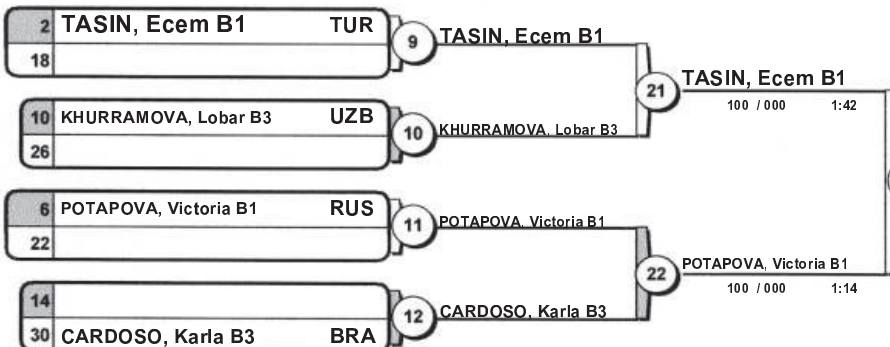 2 TASIN, Ecem B1 TUR
18
9
TASIN, Ecem B1
10 KHURRAMOVA, Lobar B3 UZB
26
10
KHURRAMOVA, Lobar B3
21
TASIN, Ecem B1
100 / 000 1:42
6 POTAPOVA, Victoria B1 RUS
22
11
POTAPOVA, Victoria B1
14
30 CARDOSO, Karla B3 BRA
12
CARDOSO, Karla B3
22
POTAPOVA, Victoria B1
100 / 000 1:14